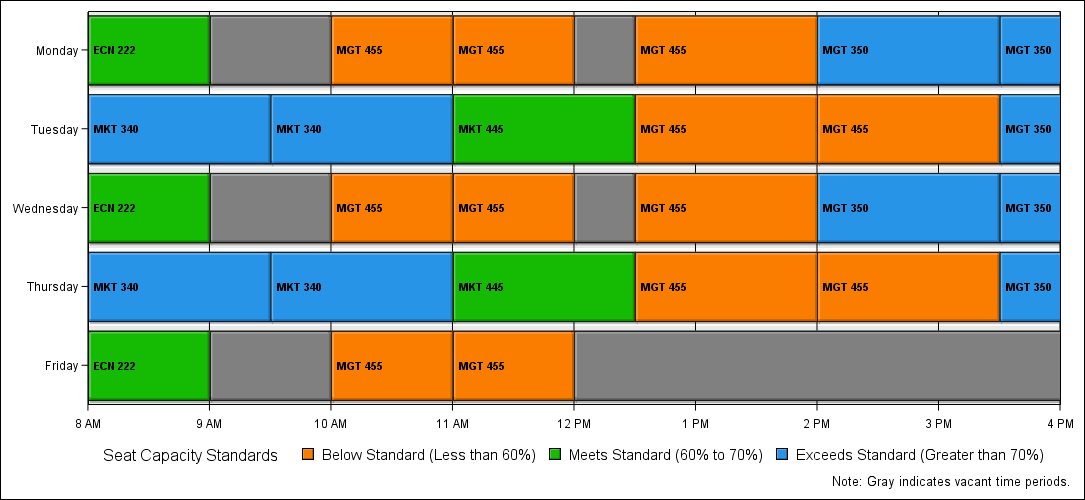 Monday ECN 222 MGT 455 MGT 455 MGT 455 MGT 350 MGT 350
Tuesday MKT 340 MKT 340 MKT 445 MGT 455 MGT 455 MGT 350
Wednesday ECN 222 MGT 455 MGT 455 MGT 455 MGT 350 MGT 350
Thursday MKT 340 MKT 340 MKT 445 MGT 455 MGT 455 MGT 350
Friday ECN 222 MGT 455 MGT 455
8 AM 9 AM 10 AM 11 AM 12 PM 1 PM 2 PM 3 PM 4 PM
Seat Capacity Standards Below Standard (Less than 60%) Meets Standard (60% to 70%) Exceeds Standard (Greater than 70%)
Note: Gray indicates vacant time periods.